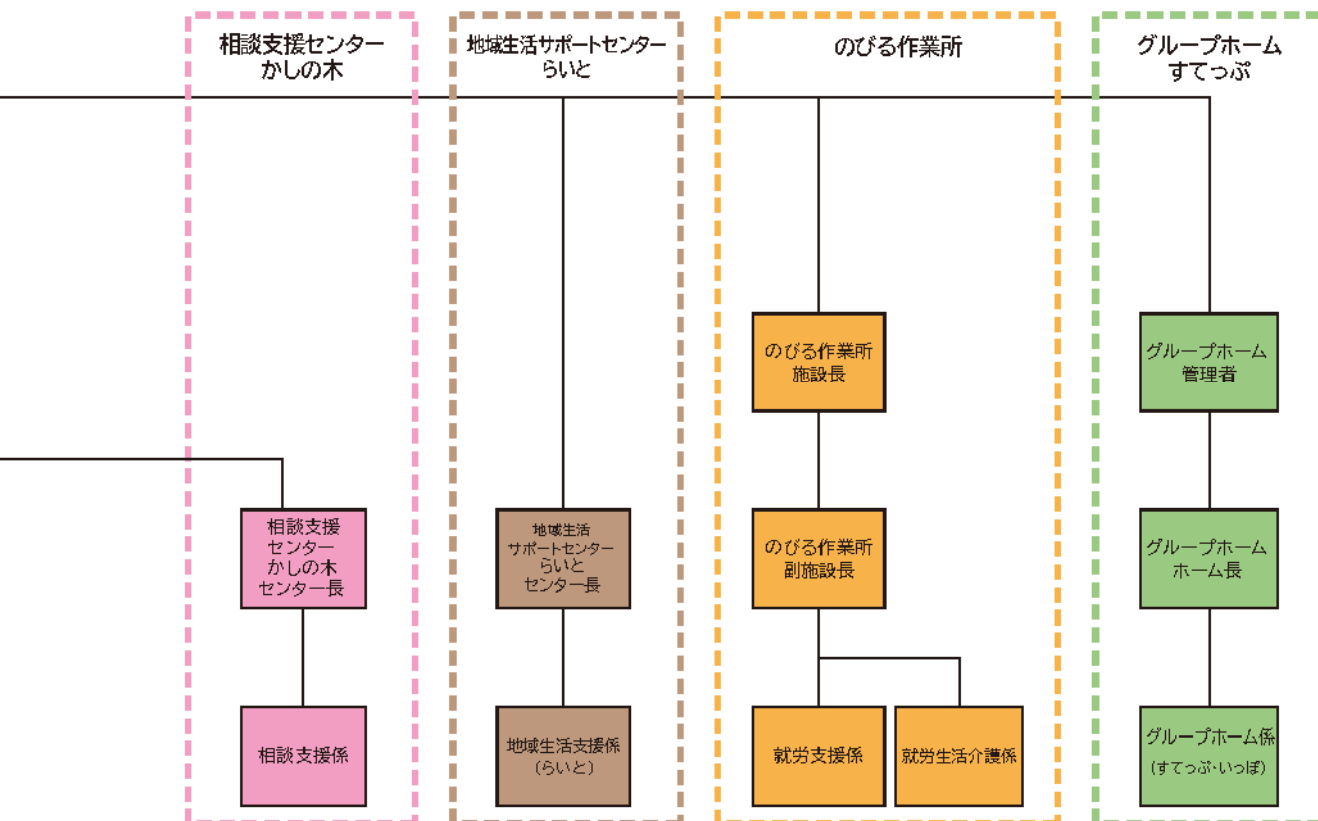 相談支援センター
かしの木
地域生活サポートセンター
らいと
のびる作業所
グループホーム
すてっぷ
のびる作業所
施設長
グループホーム
管理者
相談支援
センター
かしの木
センター長
地域生活
サポートセンター
らいと
センター長
のびる作業所
副施設長
グループホーム
ホーム長
相談支援係
地域生活支援係
(らいと)
就労支援係
就労生活介護係
グループホーム係
(すてっぷ・いっぽ)